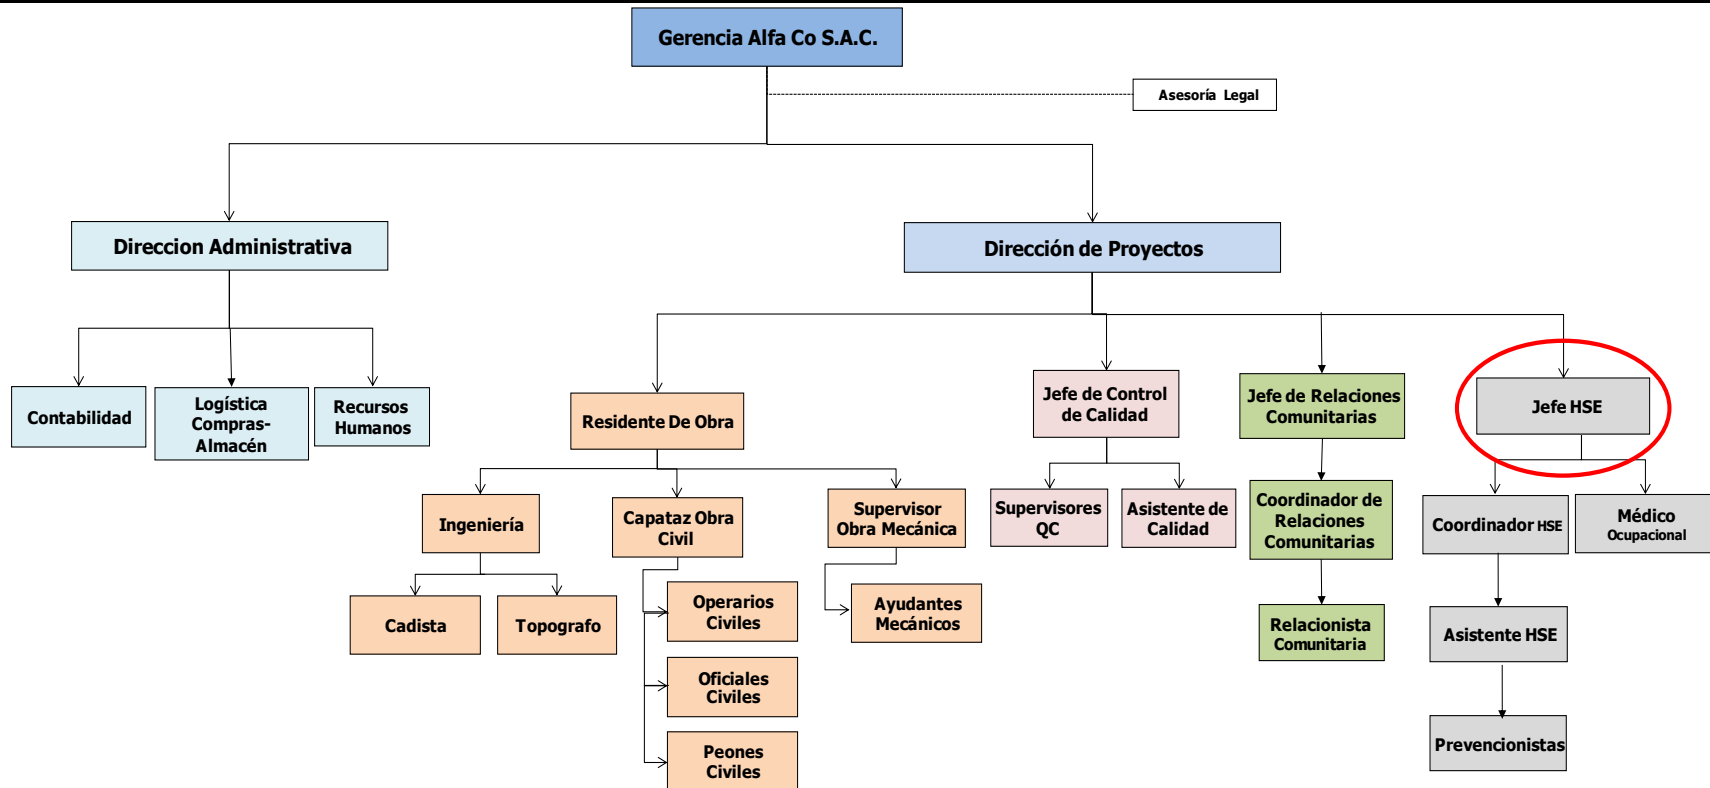 Gerencia Alfa Co S.A.C.
Asesoría Legal
Direccion Administrativa
Dirección de Proyectos
Contabilidad
Logística
Compras-
Almacén
Recursos
Humanos
Residente De Obra
Jefe de Control
de Calidad
Jefe de Relaciones
Comunitarias
Jefe HSE
Ingeniería
Capataz Obra
Civil
Supervisor
Obra Mecánica
Supervisores
QC
Asistente de
Calidad
Coordinador de
Relaciones
Comunitarias
Coordinador HSE
Médico
Ocupacional
Cadista
Topografo
Operarios
Civiles
Ayudantes
Mecánicos
Relacionista
Comunitaria
Asistente HSE
Oficiales
Civiles
Prevencionistas
Peones
Civiles